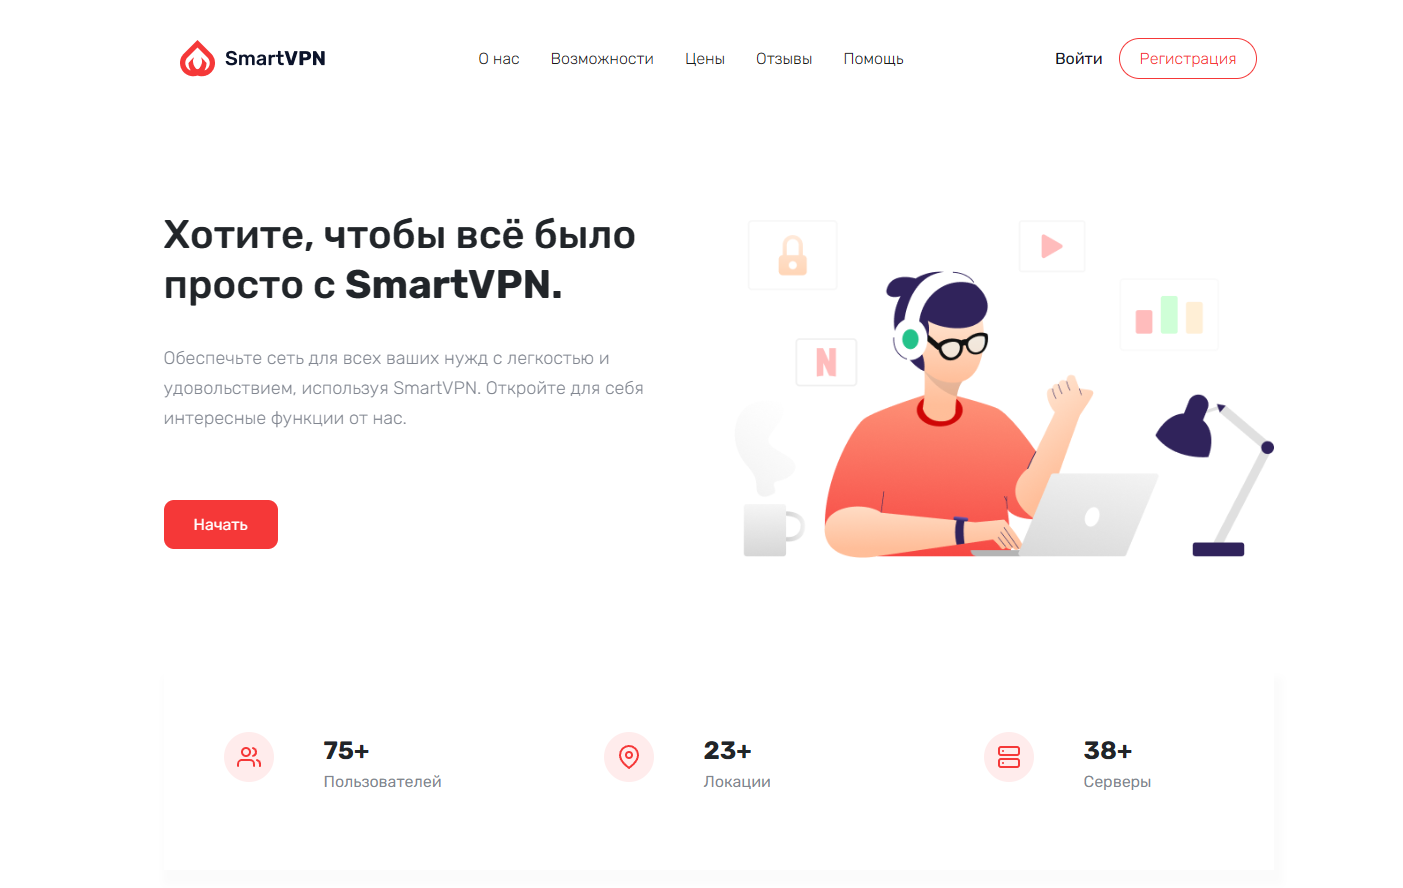 SmartVPN
О нас
Возможности
Цены
Отзывы
Помощь
Войти
Регистрация
Хотите, чтобы всё было
просто с SmartVPN.
Обеспечьте сеть для всех ваших нужд с легкостью и
удовольствием, используя SmartVPN. Откройте для себя
интересные функции от нас.
Начать
N
75+
Пользователей
23+
Локации
38+
Серверы